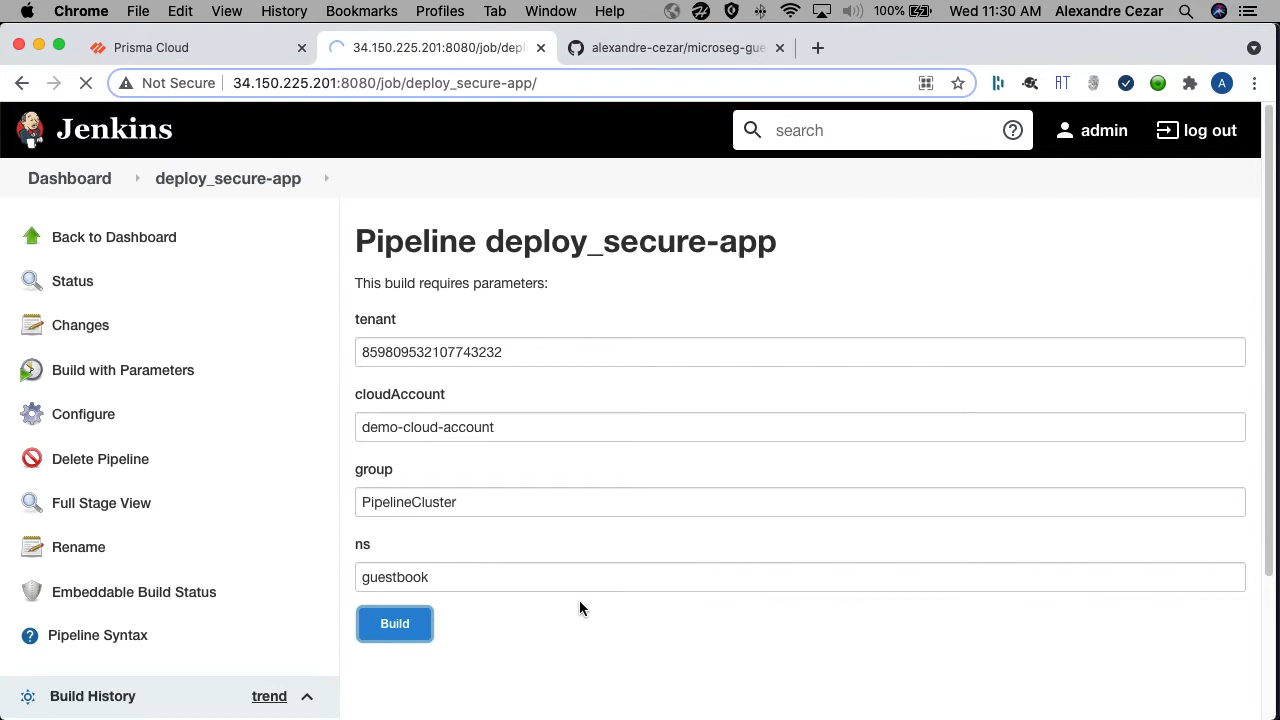 Chrome File Edit View History Bookmarks Profiles Tab Window Help 100% Wed 11:30 AM Alexandre Cezar
Prisma Cloud 34.150.225.201:8080/job/depl alexandre-cezar/microseg-gue
Not Secure 34.150.225.201:8080/job/deploy_secure-app/ RT A
Jenkins search admin log out
Dashboard deploy_secure-app
Back to Dashboard
Status
Changes
Build with Parameters
Configure
Delete Pipeline
Full Stage View
Rename
Embeddable Build Status
Pipeline Syntax
Build History trend
Pipeline deploy_secure-app
This build requires parameters:
tenant
859809532107743232
cloudAccount
demo-cloud-account
group
PipelineCluster
ns
guestbook
Build